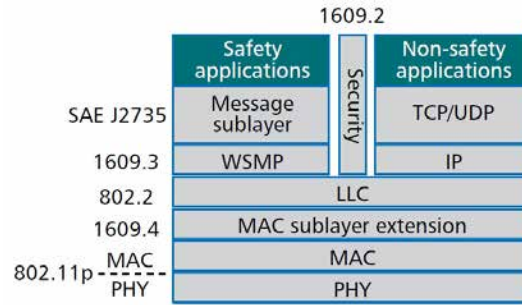 1609.2
Safety
applications
Security
Non-safety
applications
SAE J2735
Message
sublayer
TCP/UDP
1609.3
WSMP
IP
802.2
LLC
1609.4
MAC sublayer extension
802.11p
MAC
PHY
MAC
PHY